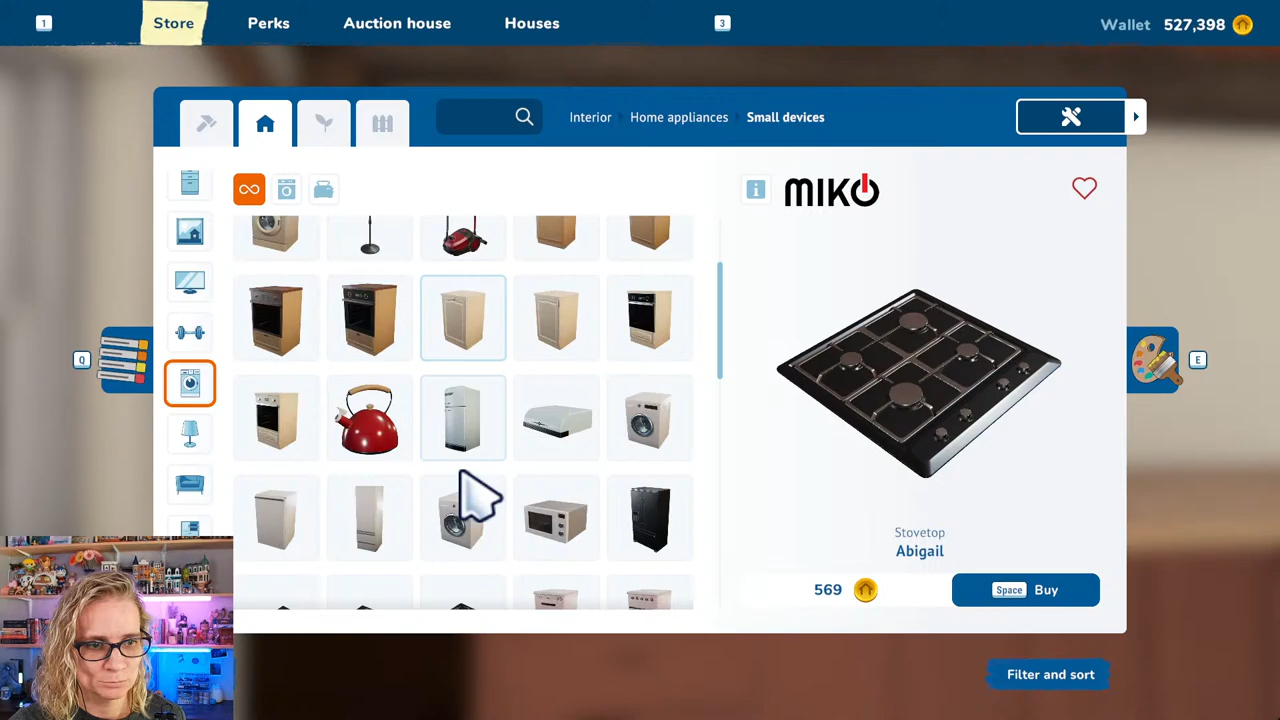 1
Store
Perks
Auction house
Houses
3
Wallet 527,398
Interior Home appliances Small devices
i
MIKO
Q
E
Stovetop
Abigail
569
Space Buy
Filter and sort